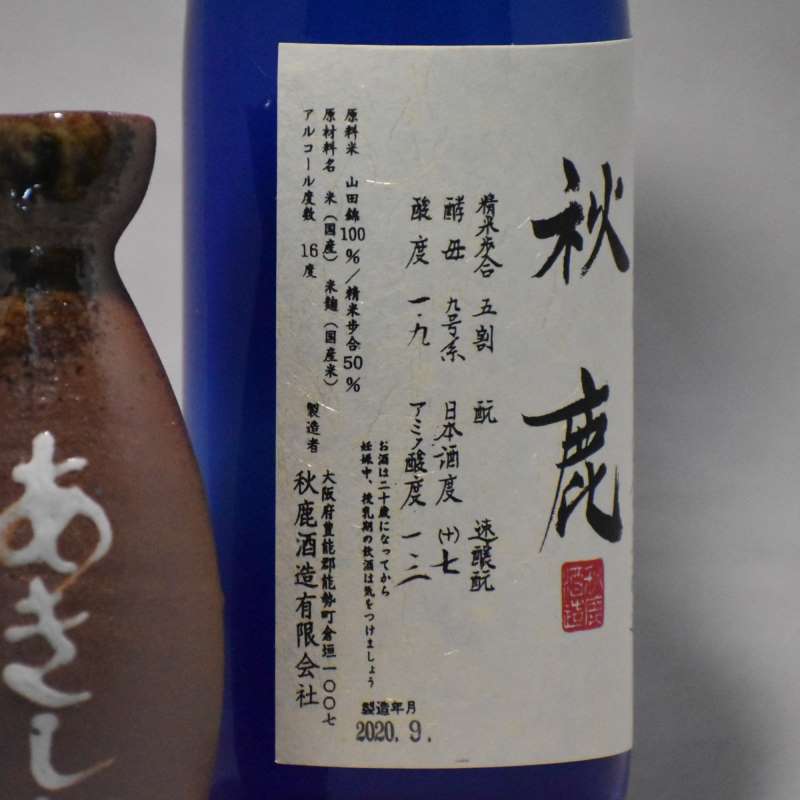 秋鹿
秋鹿酒造
精米歩合 五割 酛 速醸酛
酵母 九号系 日本酒度 (+)七
酸度 一・九 アミノ酸度 一・二
お酒は二十歳になってから
妊娠中、授乳期の飲酒は気をつけましょう
原料米 山田錦100%/精米歩合50%
原材料名 米(国産)米麹(国産米)
アルコール度数 16度
製造者
大阪府豊能郡能勢町倉垣一〇〇七
秋鹿酒造有限会社
製造年月
2020. 9.
あきし